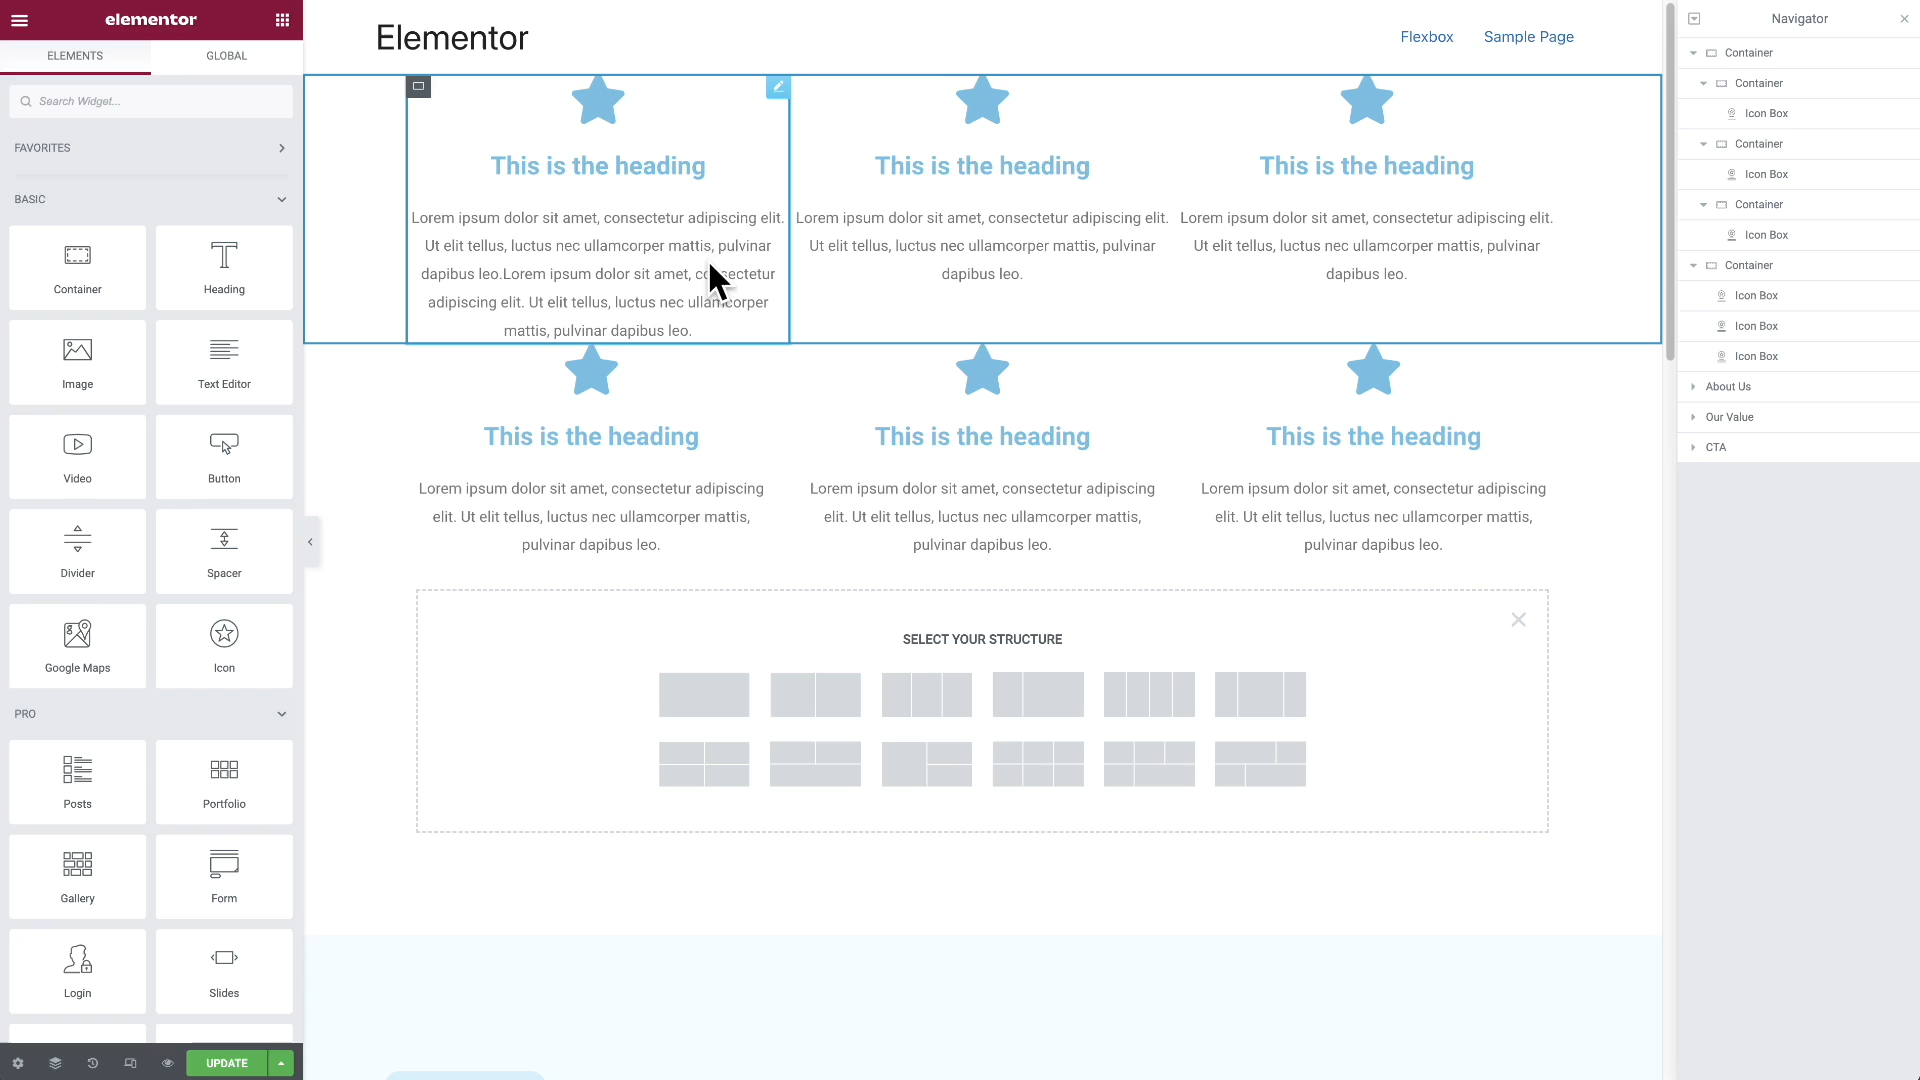 elementor
ELEMENTS
GLOBAL
Search Widget...
FAVORITES
BASIC
Container
Heading
Image
Text Editor
Video
Button
Divider
Spacer
Google Maps
Icon
PRO
Posts
Portfolio
Gallery
Form
Login
Slides
UPDATE
Elementor
Flexbox
Sample Page
This is the heading
Lorem ipsum dolor sit amet, consectetur adipiscing elit.
Ut elit tellus, luctus nec ullamcorper mattis, pulvinar
dapibus leo.Lorem ipsum dolor sit amet, consectetur
adipiscing elit. Ut elit tellus, luctus nec ullamcorper
mattis, pulvinar dapibus leo.
This is the heading
Lorem ipsum dolor sit amet, consectetur adipiscing elit.
Ut elit tellus, luctus nec ullamcorper mattis, pulvinar
dapibus leo.
This is the heading
Lorem ipsum dolor sit amet, consectetur adipiscing elit.
Ut elit tellus, luctus nec ullamcorper mattis, pulvinar
dapibus leo.
This is the heading
Lorem ipsum dolor sit amet, consectetur adipiscing
elit. Ut elit tellus, luctus nec ullamcorper mattis,
pulvinar dapibus leo.
This is the heading
Lorem ipsum dolor sit amet, consectetur adipiscing
elit. Ut elit tellus, luctus nec ullamcorper mattis,
pulvinar dapibus leo.
This is the heading
Lorem ipsum dolor sit amet, consectetur adipiscing
elit. Ut elit tellus, luctus nec ullamcorper mattis,
pulvinar dapibus leo.
SELECT YOUR STRUCTURE
Navigator
Container
Container
Icon Box
Container
Icon Box
Container
Icon Box
Container
Icon Box
Icon Box
Icon Box
About Us
Our Value
CTA